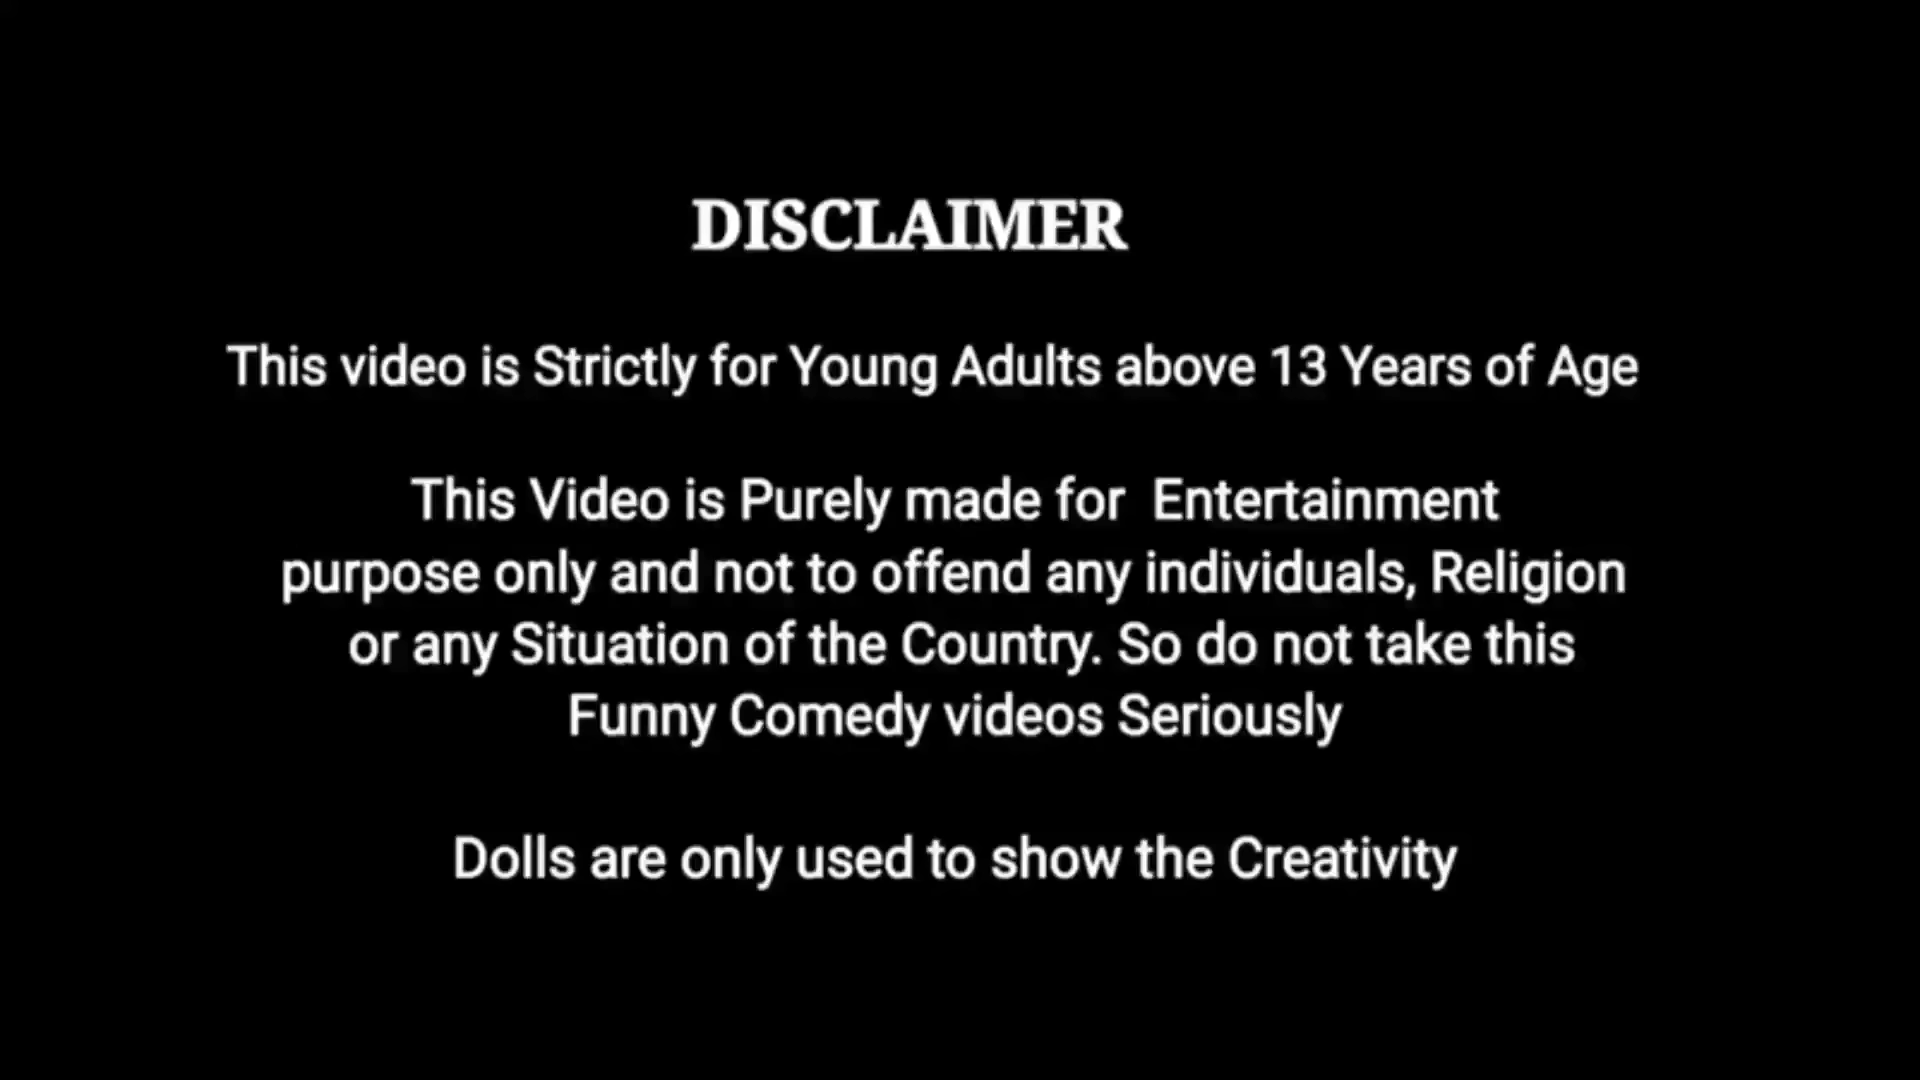 DISCLAIMER
This video is Strictly for Young Adults above 13 Years of Age
This Video is Purely made for Entertainment
purpose only and not to offend any individuals, Religion
or any Situation of the Country. So do not take this
Funny Comedy videos Seriously
Dolls are only used to show the Creativity